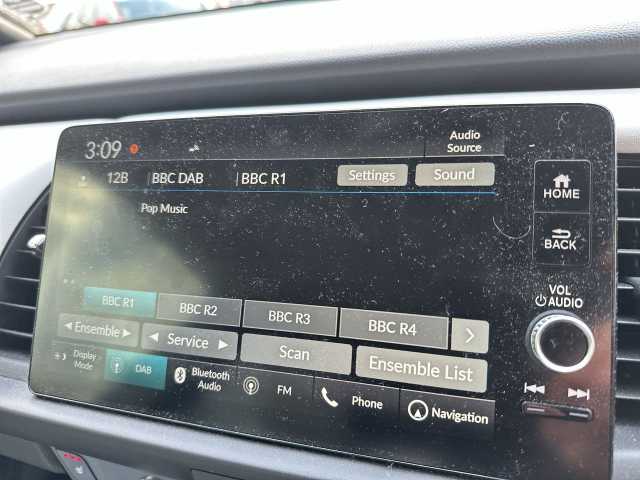 3:09
Audio
Source
12B BBC DAB BBC R1 Settings Sound
Pop Music
HOME
BACK
VOL
AUDIO
BBC R1 BBC R2 BBC R3 BBC R4
Ensemble Service Scan Ensemble List
Display
Mode
DAB
Bluetooth
Audio
FM
Phone
Navigation